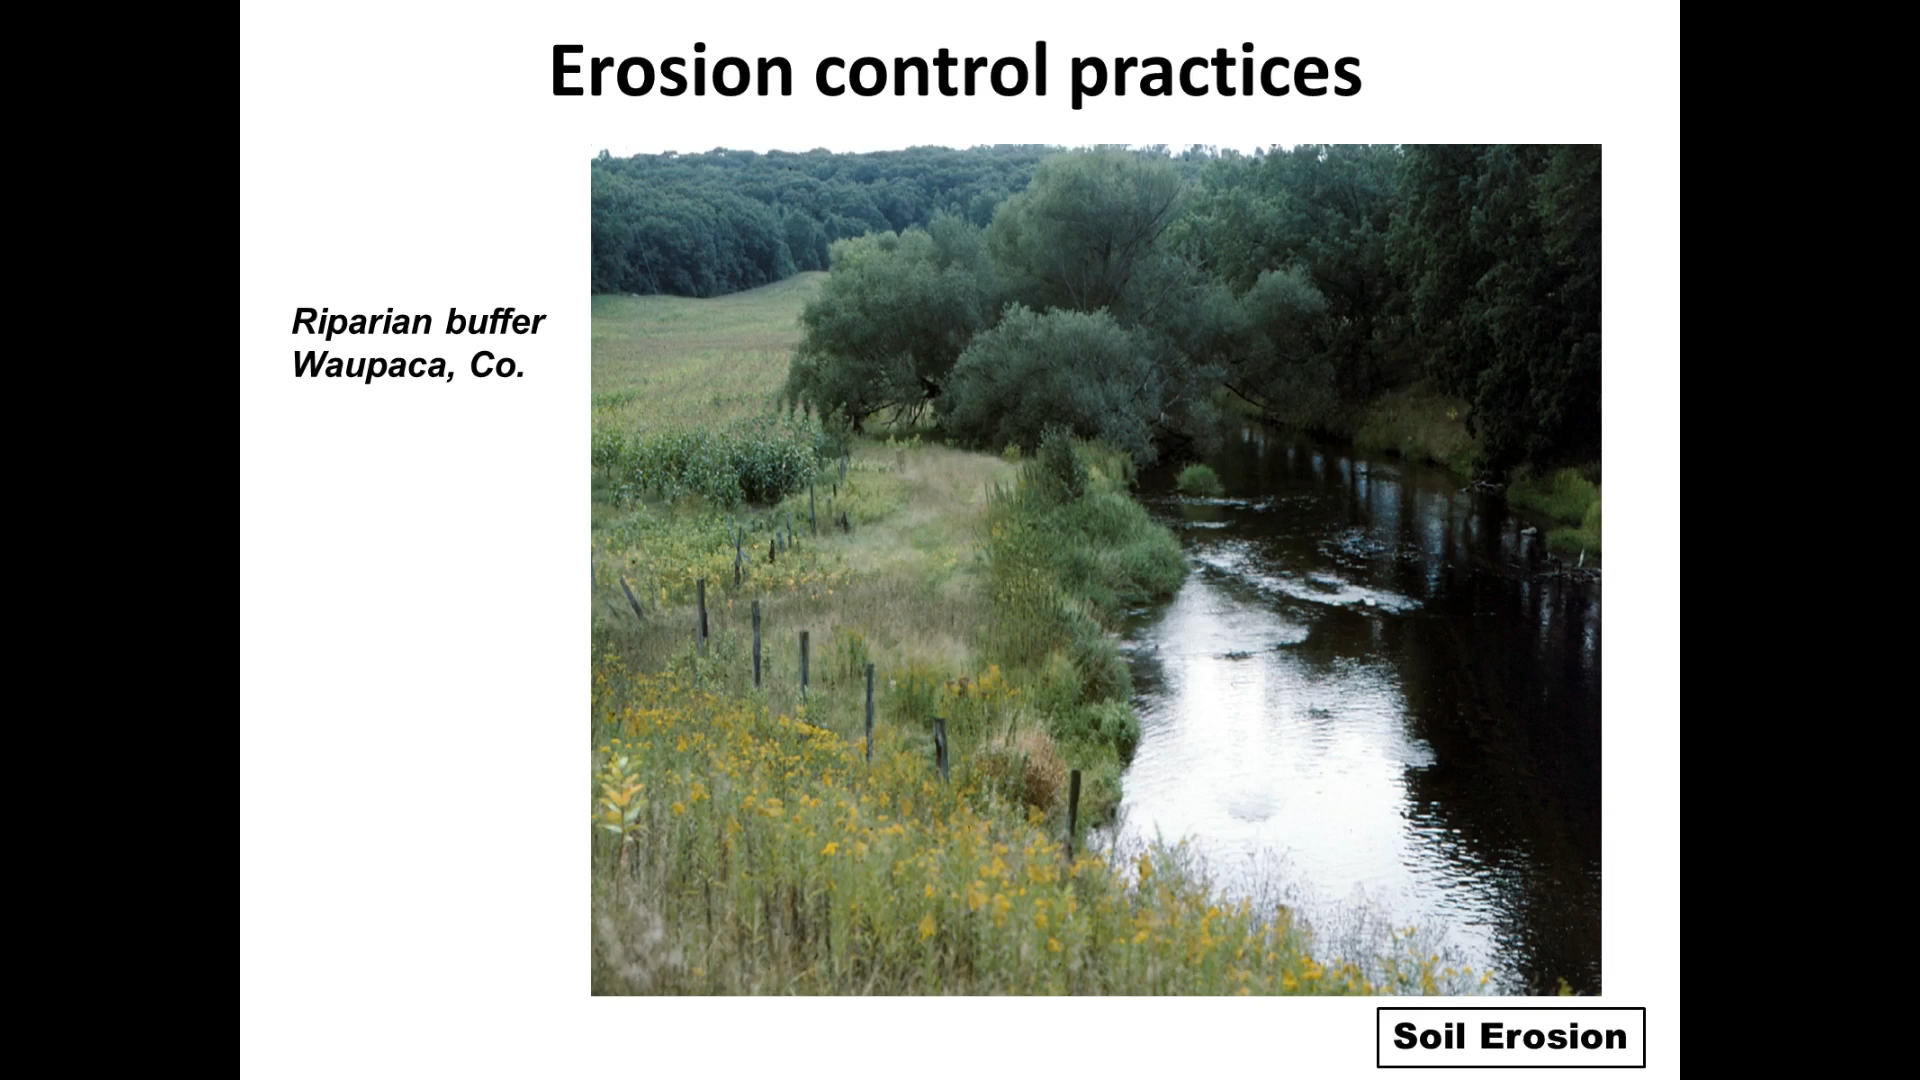 Erosion control practices
Riparian buffer
Waupaca, Co.
Soil Erosion